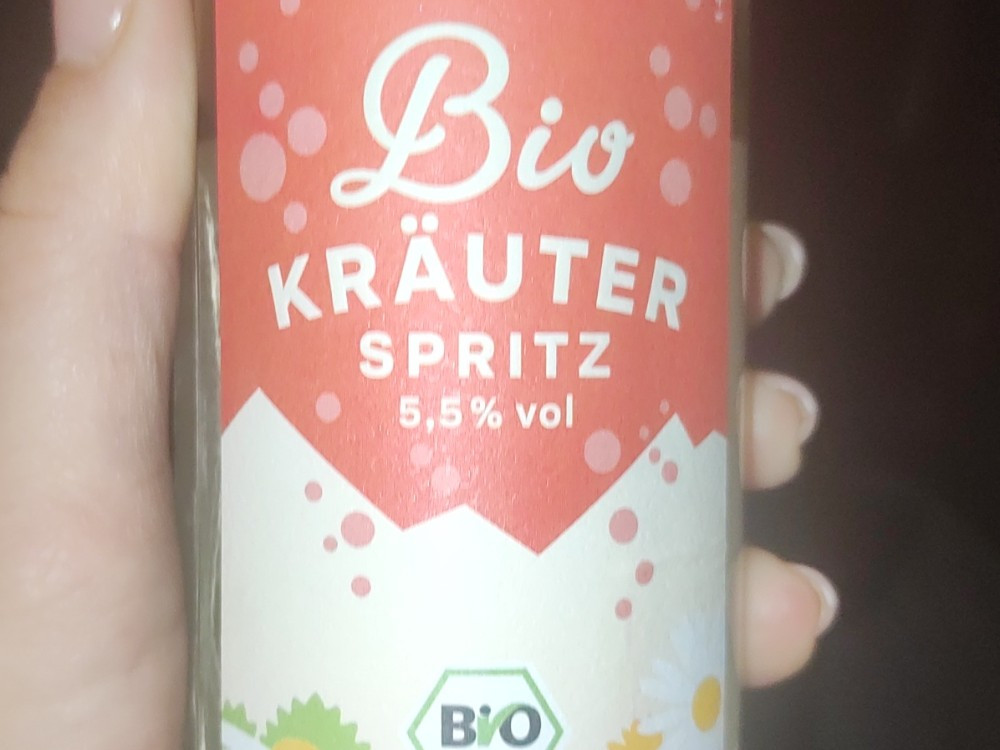 Bio
KRÄUTER
SPRITZ
5,5% vol
BiO